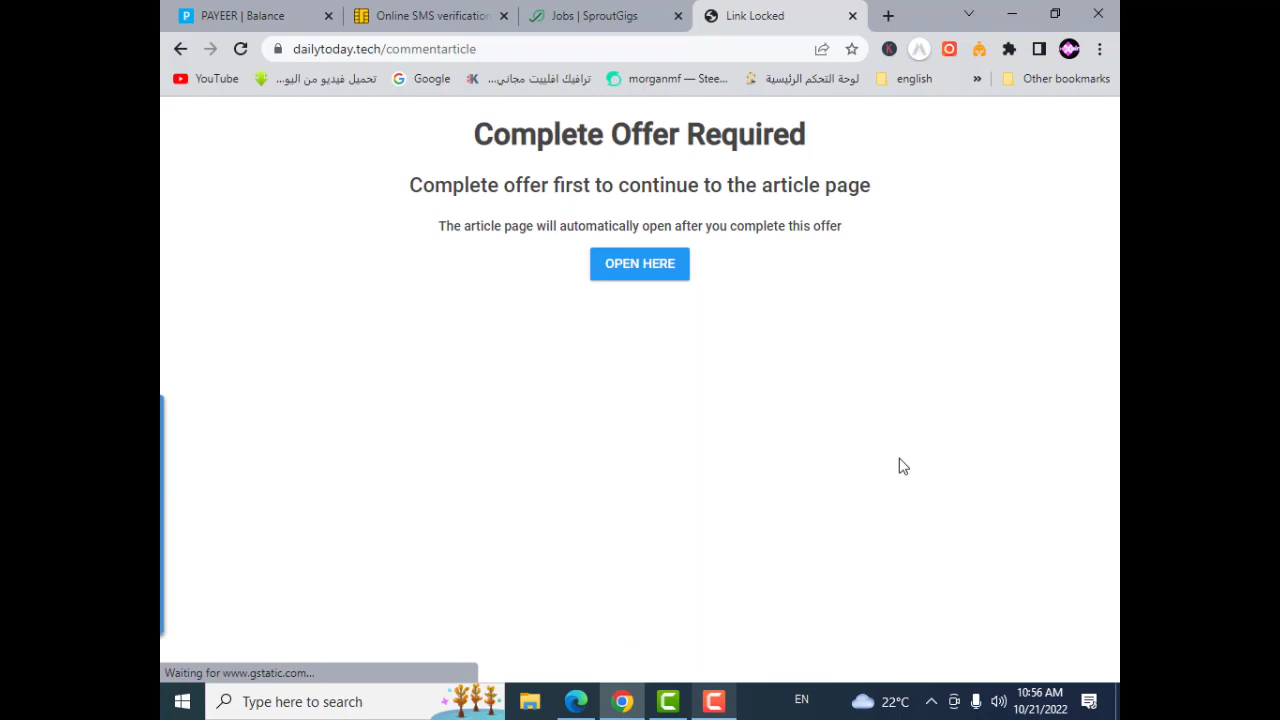 PAYEER | Balance
Online SMS verification
Jobs | SproutGigs
Link Locked
dailytoday.tech/commentarticle
YouTube
تحميل فيديو من اليو...
Google
ترافيك افلييت مجاني...
morganmf — Stee...
لوحة التحكم الرئيسية
english
»
Other bookmarks
Complete Offer Required
Complete offer first to continue to the article page
The article page will automatically open after you complete this offer
OPEN HERE
Waiting for www.gstatic.com...
Type here to search
EN
22°C
10:56 AM
10/21/2022